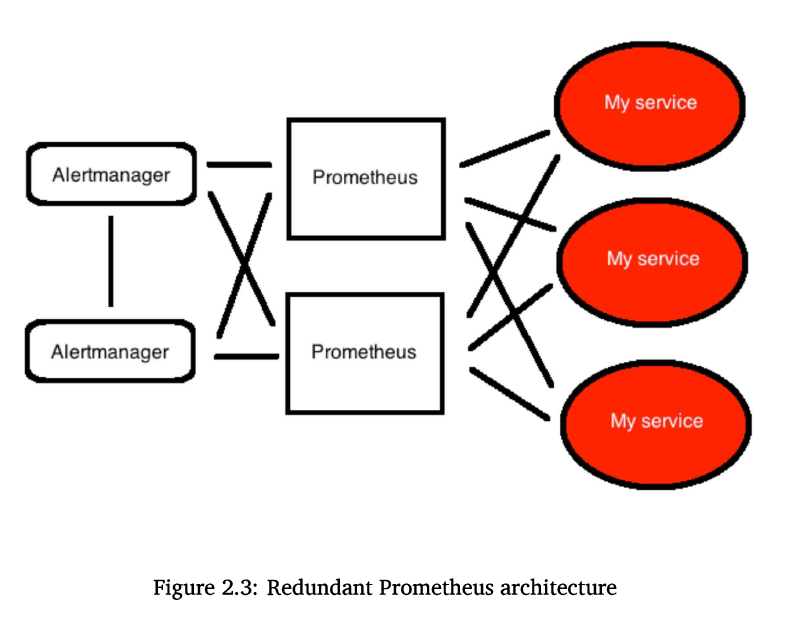 My service
Alertmanager
Prometheus
My service
Alertmanager
Prometheus
My service
Figure 2.3: Redundant Prometheus architecture